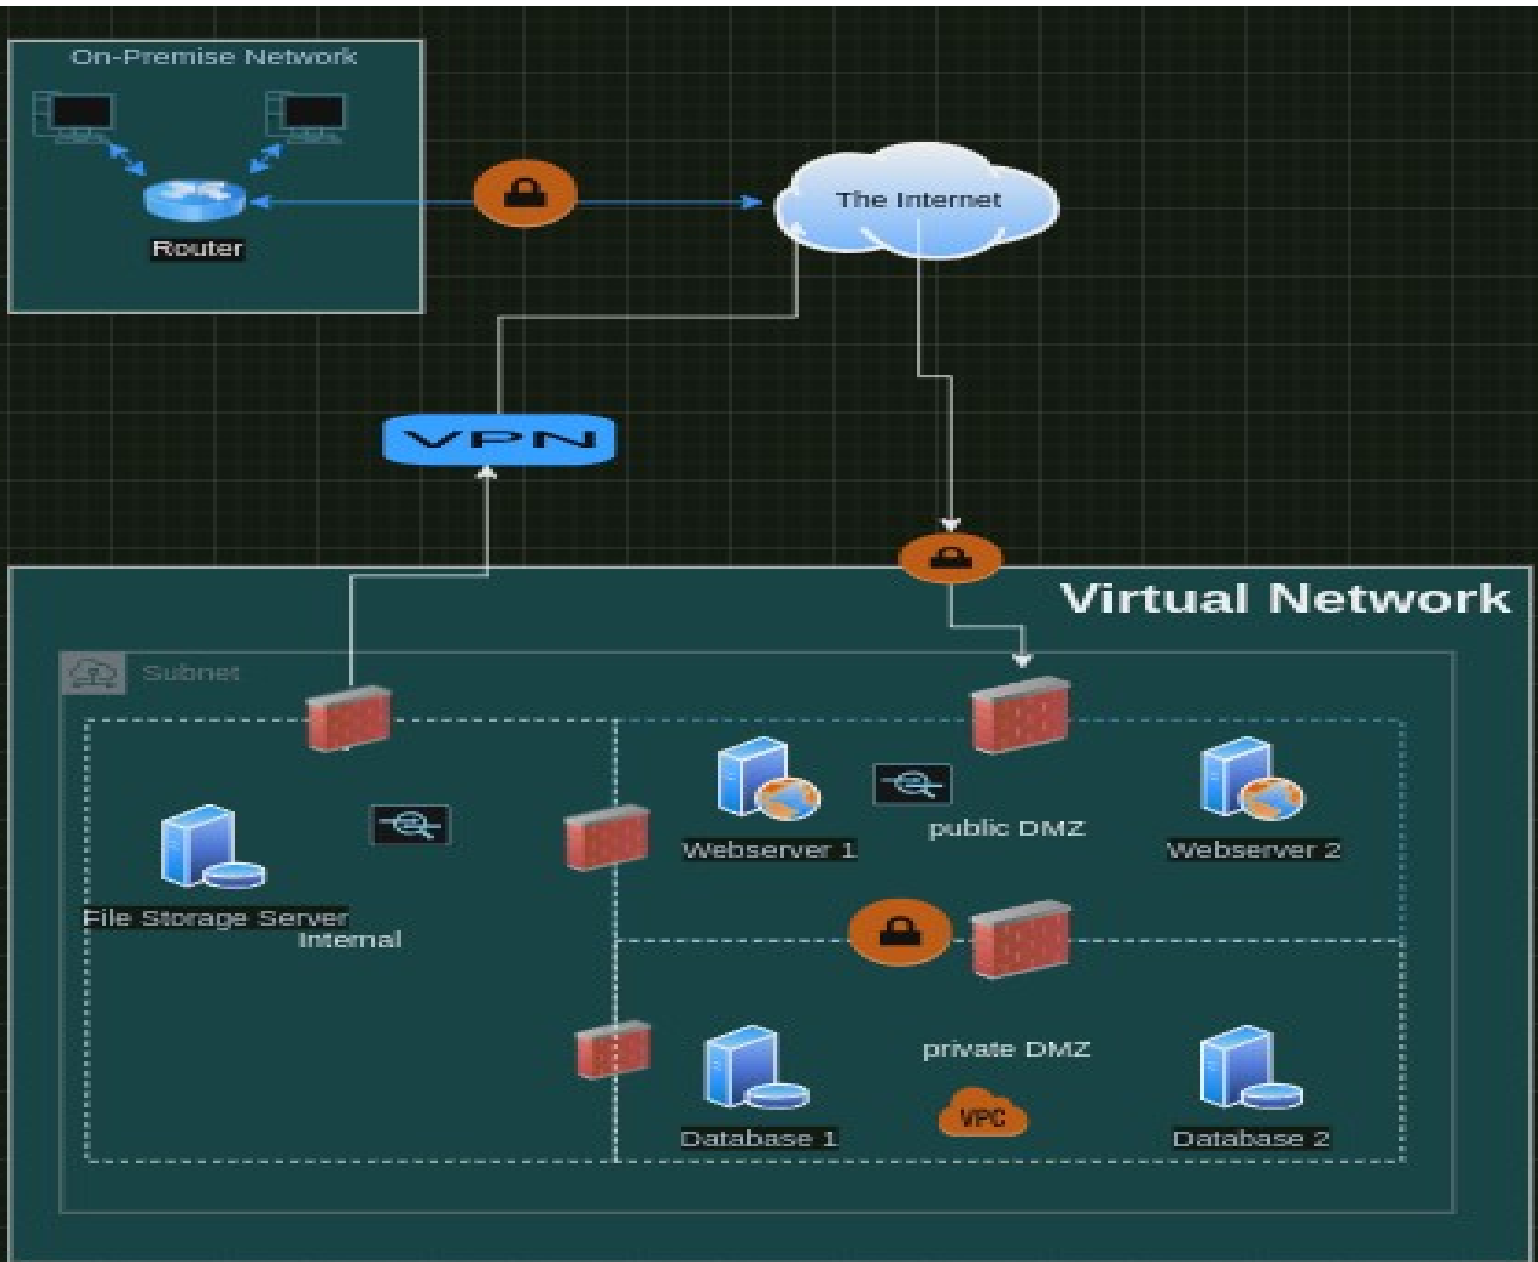 On-Premise Network
The Internet
Router
VPN
Virtual Network
Subnet
public DMZ
Webserver 1
Webserver 2
File Storage Server
Internal
private DMZ
VPC
Database 1
Database 2